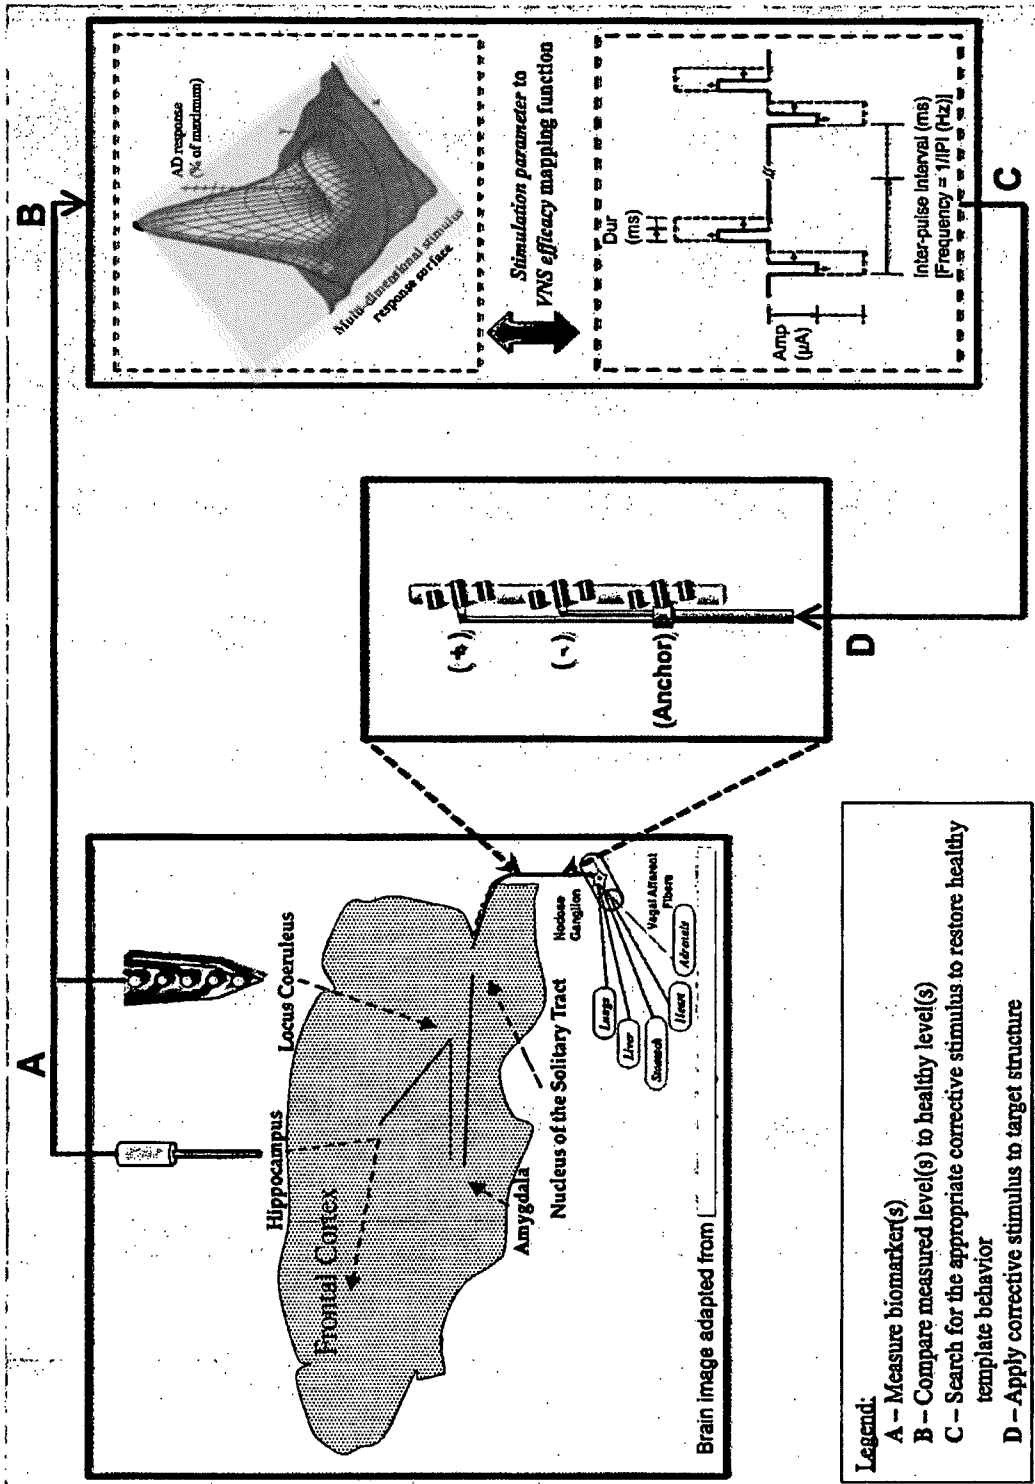 A
B
Hippocampus
Locus Coeruleus
Frontal Cortex
Amygdala
Nucleus of the Solitary Tract
Nodose
Ganglion
Vagal Afferent
Fibers
Lungs
Liver
Stomach
Heart
Adrenals
Brain image adapted from
(+)
(-)
(Anchor)
D
AD response
(% of maximum)
Multi-dimensional stimulus
response surface
Stimulation parameter to
VNS efficacy mapping function
Dur
(ms)
Amp
(µA)
Inter-pulse interval (ms)
[Frequency = 1/IPI (Hz)]
C
Legend:
A – Measure biomarker(s)
B – Compare measured level(s) to healthy level(s)
C – Search for the appropriate corrective stimulus to restore healthy
template behavior
D – Apply corrective stimulus to target structure